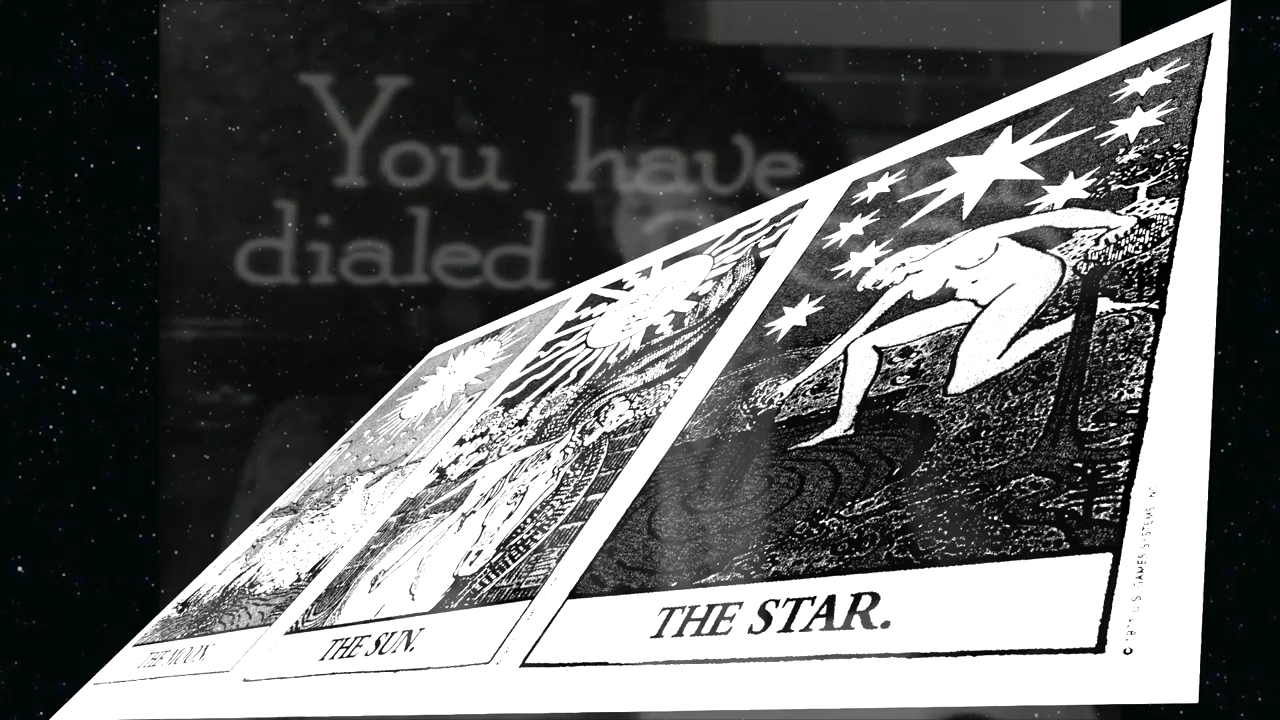 You have
dialed
THE MOON.
THE SUN.
THE STAR.